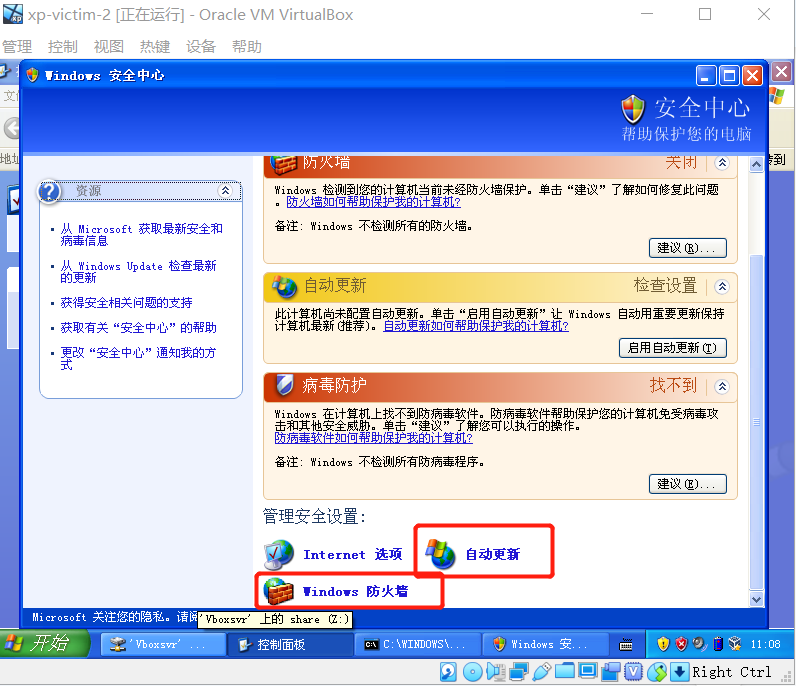 xp-victim-2 [正在运行] - Oracle VM VirtualBox
管理 控制 视图 热键 设备 帮助
Windows 安全中心
安全中心
帮助保护您的电脑
资源
从 Microsoft 获取最新安全和
病毒信息
从 Windows Update 检查最新
的更新
获得安全相关问题的支持
获取有关“安全中心”的帮助
更改“安全中心”通知我的方
式
防火墙 关闭
Windows 检测到您的计算机当前未经防火墙保护。单击“建议”了解如何修复此问题
。防火墙如何帮助保护我的计算机?
备注: Windows 不检测所有的防火墙。
建议(R)...
自动更新 检查设置
此计算机尚未配置自动更新。单击“启用自动更新”让 Windows 自动用重要更新保持
计算机最新(推荐)。自动更新如何帮助保护我的计算机?
启用自动更新(T)
病毒防护 找不到
Windows 在计算机上找不到防病毒软件。防病毒软件帮助保护您的计算机免受病毒攻
击和其他安全威胁。单击“建议”了解您可以执行的操作。
防病毒软件如何帮助保护我的计算机?
备注: Windows 不检测所有防病毒程序。
建议(E)...
管理安全设置:
Internet 选项 自动更新
Windows 防火墙
Microsoft 关注您的隐私。请阅
'Vboxsvr' 上的 share (Z:)
开始 'Vboxsvr' ... 控制面板 C:\WINDOWS\... Windows 安... 11:08
Right Ctrl